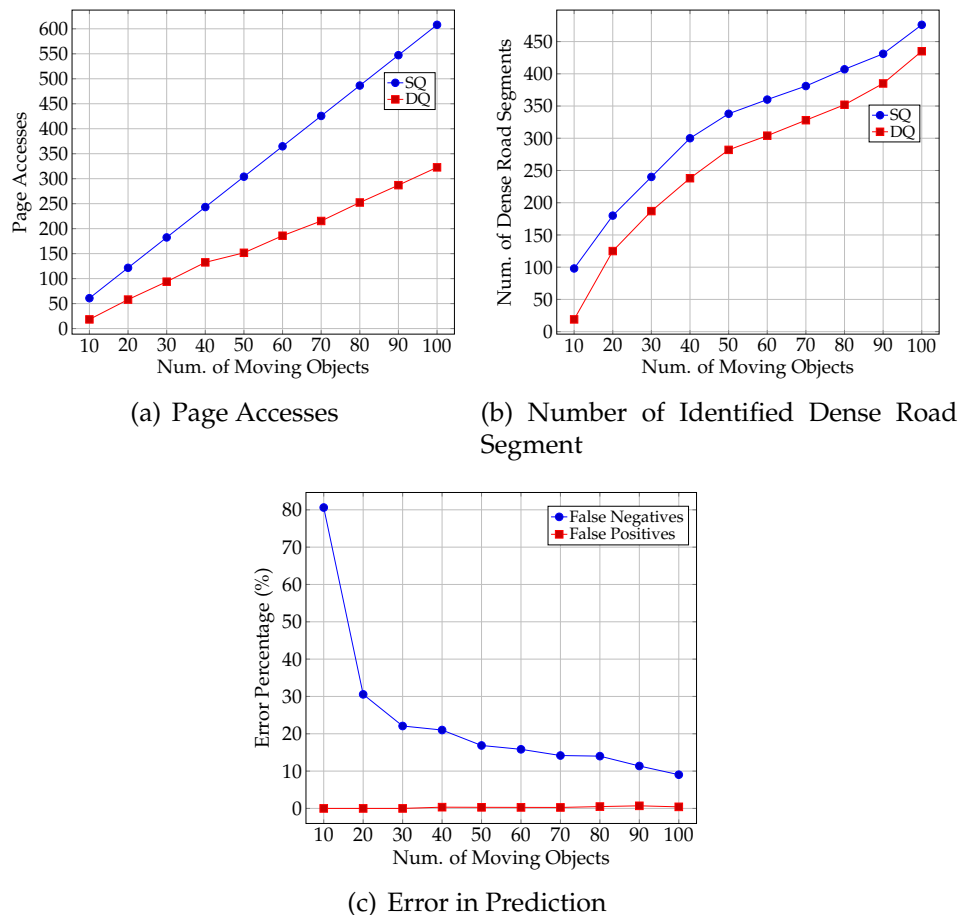 600
550
500
450
400
350
300
250
200
150
100
50
0
Page Accesses
SQ
DQ
10 20 30 40 50 60 70 80 90 100
Num. of Moving Objects
(a) Page Accesses
450
400
350
300
250
200
150
100
50
0
Num. of Dense Road Segments
SQ
DQ
10 20 30 40 50 60 70 80 90 100
Num. of Moving Objects
(b) Number of Identified Dense Road
Segment
80
70
60
50
40
30
20
10
0
Error Percentage (%)
False Negatives
False Positives
10 20 30 40 50 60 70 80 90 100
Num. of Moving Objects
(c) Error in Prediction